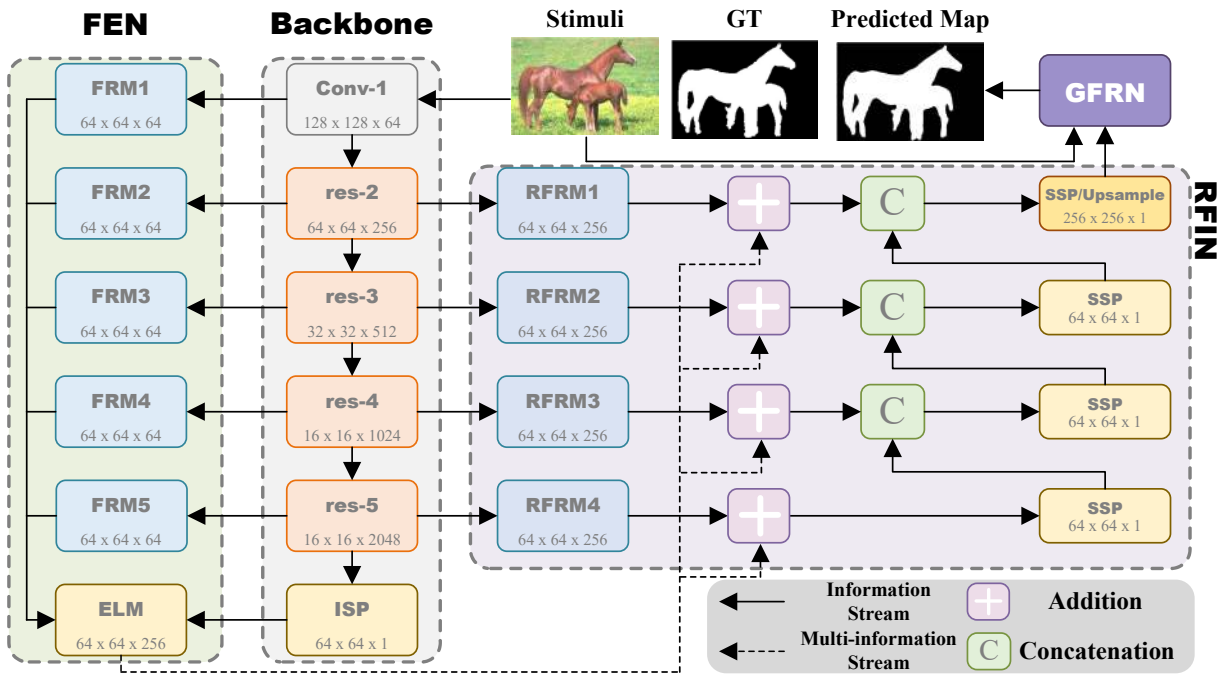 FEN
Backbone
Stimuli
GT
Predicted Map
FRM1
64 x 64 x 64
Conv-1
128 x 128 x 64
GFRN
FRM2
64 x 64 x 64
res-2
64 x 64 x 256
RFRM1
64 x 64 x 256
C
SSP/Upsample
256 x 256 x 1
RFIN
FRM3
64 x 64 x 64
res-3
32 x 32 x 512
RFRM2
64 x 64 x 256
C
SSP
64 x 64 x 1
FRM4
64 x 64 x 64
res-4
16 x 16 x 1024
RFRM3
64 x 64 x 256
C
SSP
64 x 64 x 1
FRM5
64 x 64 x 64
res-5
16 x 16 x 2048
RFRM4
64 x 64 x 256
SSP
64 x 64 x 1
ELM
64 x 64 x 256
ISP
64 x 64 x 1
Information
Stream
Addition
Multi-information
Stream
C
Concatenation